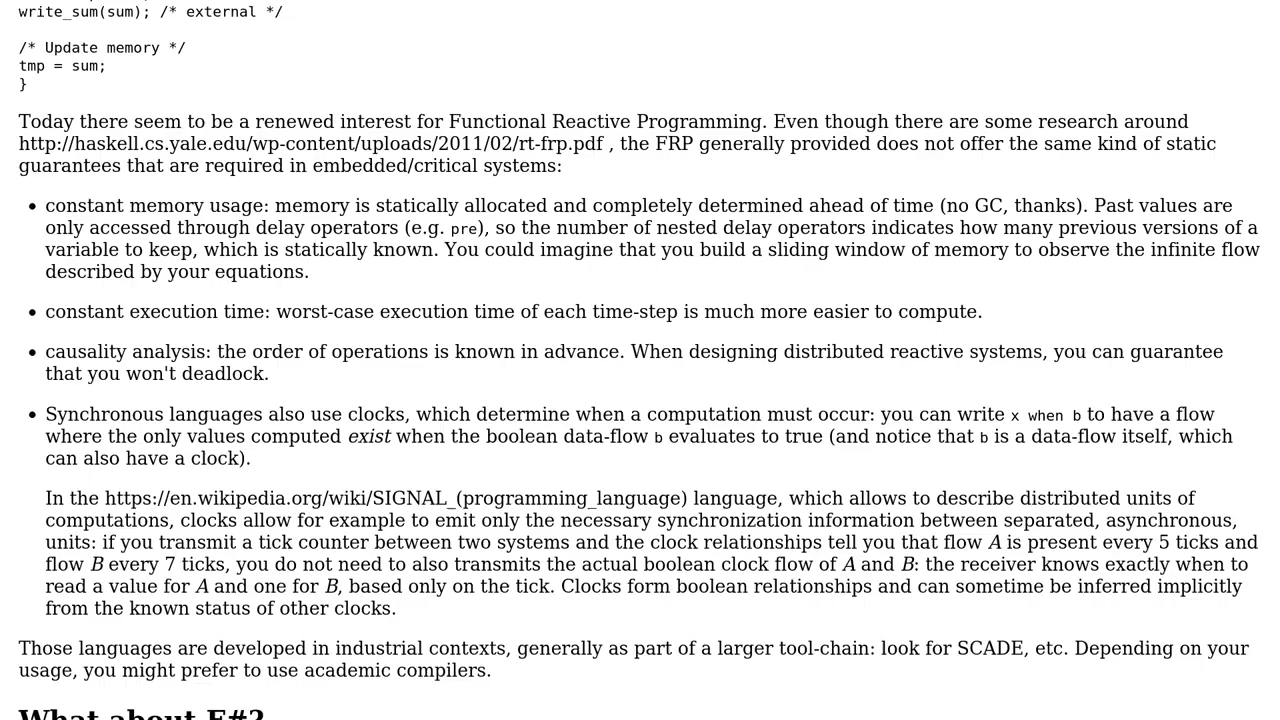 write_sum(sum); /* external */
/* Update memory */
tmp = sum;
}
Today there seem to be a renewed interest for Functional Reactive Programming. Even though there are some research around
http://haskell.cs.yale.edu/wp-content/uploads/2011/02/rt-frp.pdf , the FRP generally provided does not offer the same kind of static
guarantees that are required in embedded/critical systems:
• constant memory usage: memory is statically allocated and completely determined ahead of time (no GC, thanks). Past values are
only accessed through delay operators (e.g. pre), so the number of nested delay operators indicates how many previous versions of a
variable to keep, which is statically known. You could imagine that you build a sliding window of memory to observe the infinite flow
described by your equations.
• constant execution time: worst-case execution time of each time-step is much more easier to compute.
• causality analysis: the order of operations is known in advance. When designing distributed reactive systems, you can guarantee
that you won't deadlock.
• Synchronous languages also use clocks, which determine when a computation must occur: you can write x when b to have a flow
where the only values computed exist when the boolean data-flow b evaluates to true (and notice that b is a data-flow itself, which
can also have a clock).
In the https://en.wikipedia.org/wiki/SIGNAL_(programming_language) language, which allows to describe distributed units of
computations, clocks allow for example to emit only the necessary synchronization information between separated, asynchronous,
units: if you transmit a tick counter between two systems and the clock relationships tell you that flow A is present every 5 ticks and
flow B every 7 ticks, you do not need to also transmits the actual boolean clock flow of A and B: the receiver knows exactly when to
read a value for A and one for B, based only on the tick. Clocks form boolean relationships and can sometime be inferred implicitly
from the known status of other clocks.
Those languages are developed in industrial contexts, generally as part of a larger tool-chain: look for SCADE, etc. Depending on your
usage, you might prefer to use academic compilers.